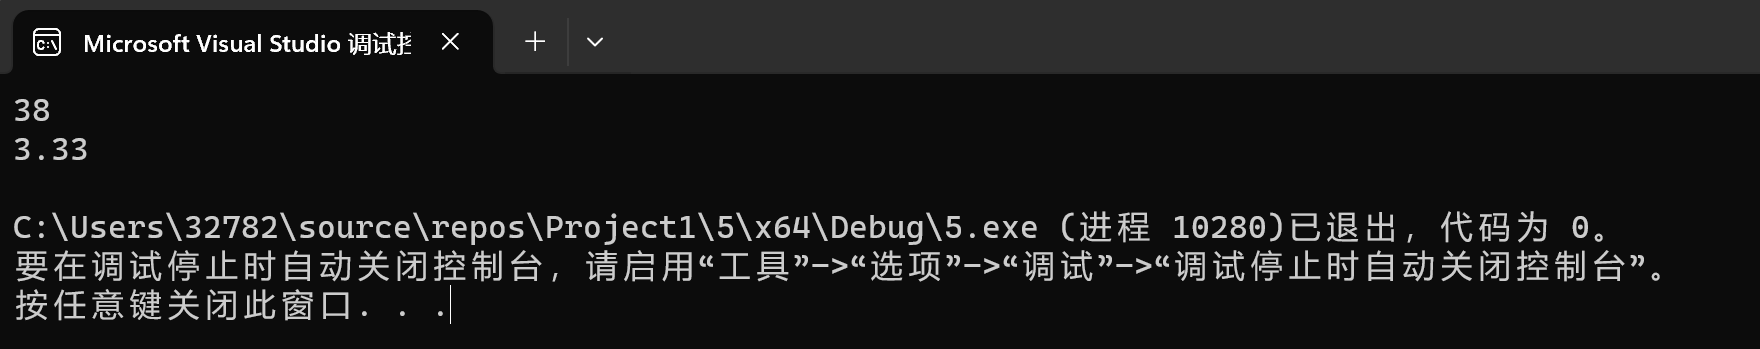 Microsoft Visual Studio 调试
38
3.33
C:\Users\32782\source\repos\Project1\5\x64\Debug\5.exe (进程 10280)已退出，代码为 0。
要在调试停止时自动关闭控制台，请启用“工具”->“选项”->“调试”->“调试停止时自动关闭控制台”。
按任意键关闭此窗口. . .